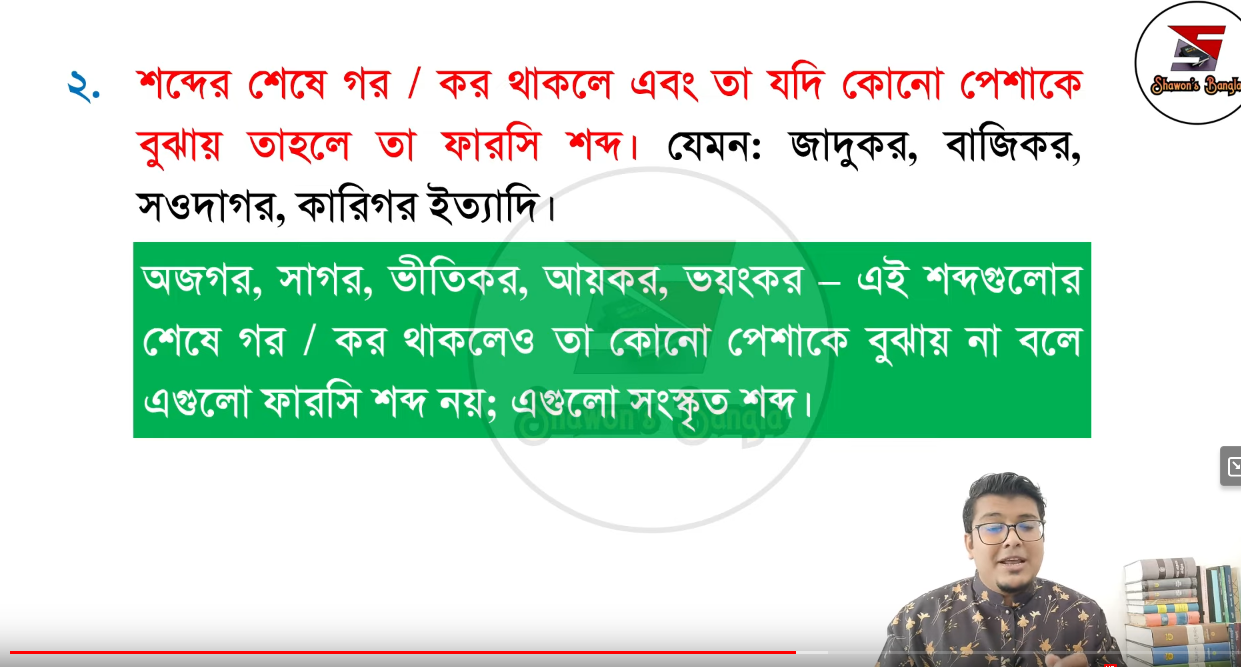 Shawon's Bangla
২. শব্দের শেষে গর / কর থাকলে এবং তা যদি কোনো পেশাকে
বুঝায় তাহলে তা ফারসি শব্দ। যেমন: জাদুকর, বাজিকর,
সওদাগর, কারিগর ইত্যাদি।
অজগর, সাগর, ভীতিকর, আয়কর, ভয়ংকর – এই শব্দগুলোর
শেষে গর / কর থাকলেও তা কোনো পেশাকে বুঝায় না বলে
এগুলো ফারসি শব্দ নয়; এগুলো সংস্কৃত শব্দ।
Shawon's Bangla